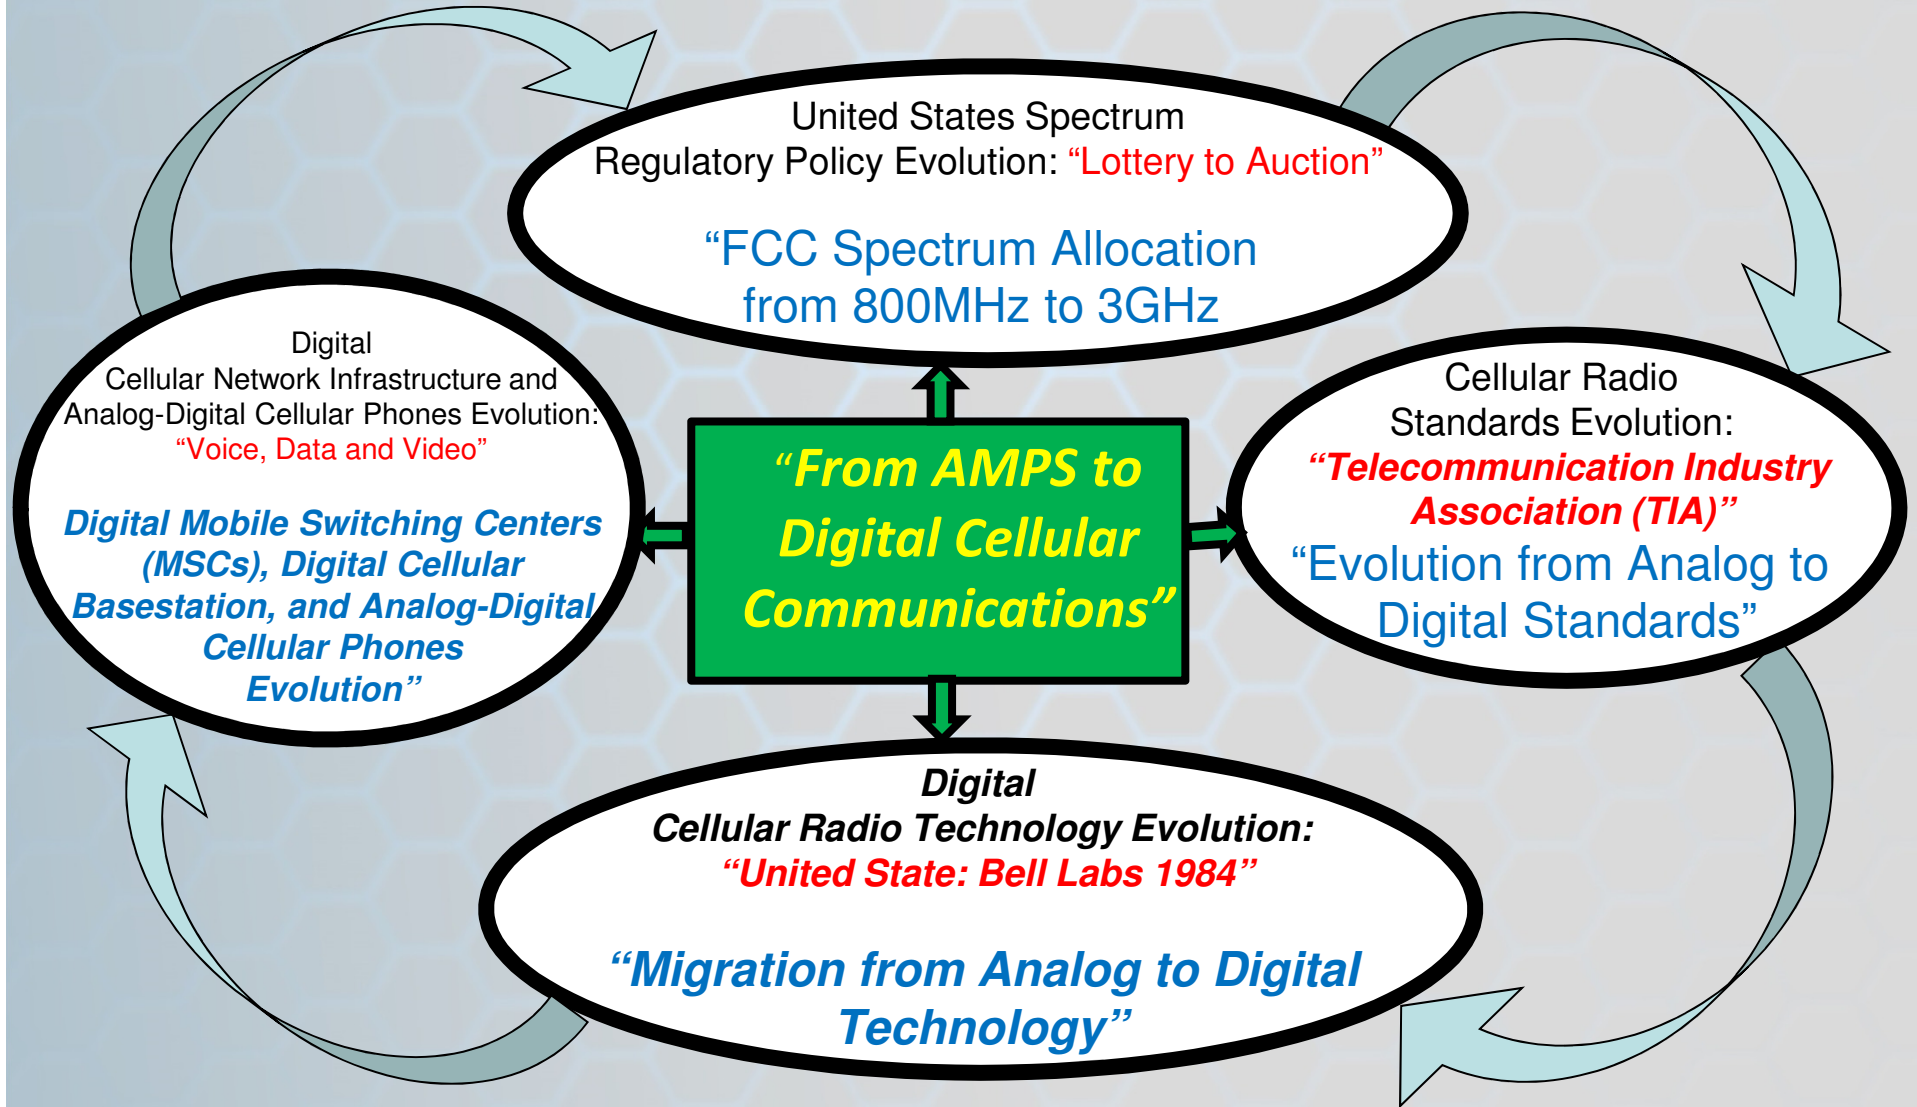 United States Spectrum
Regulatory Policy Evolution: “Lottery to Auction”
“FCC Spectrum Allocation
from 800MHz to 3GHz
Digital
Cellular Network Infrastructure and
Analog-Digital Cellular Phones Evolution:
“Voice, Data and Video”
Digital Mobile Switching Centers
(MSCs), Digital Cellular
Basestation, and Analog-Digital
Cellular Phones
Evolution”
“From AMPS to
Digital Cellular
Communications”
Cellular Radio
Standards Evolution:
“Telecommunication Industry
Association (TIA)”
“Evolution from Analog to
Digital Standards”
Digital
Cellular Radio Technology Evolution:
“United State: Bell Labs 1984”
“Migration from Analog to Digital
Technology”